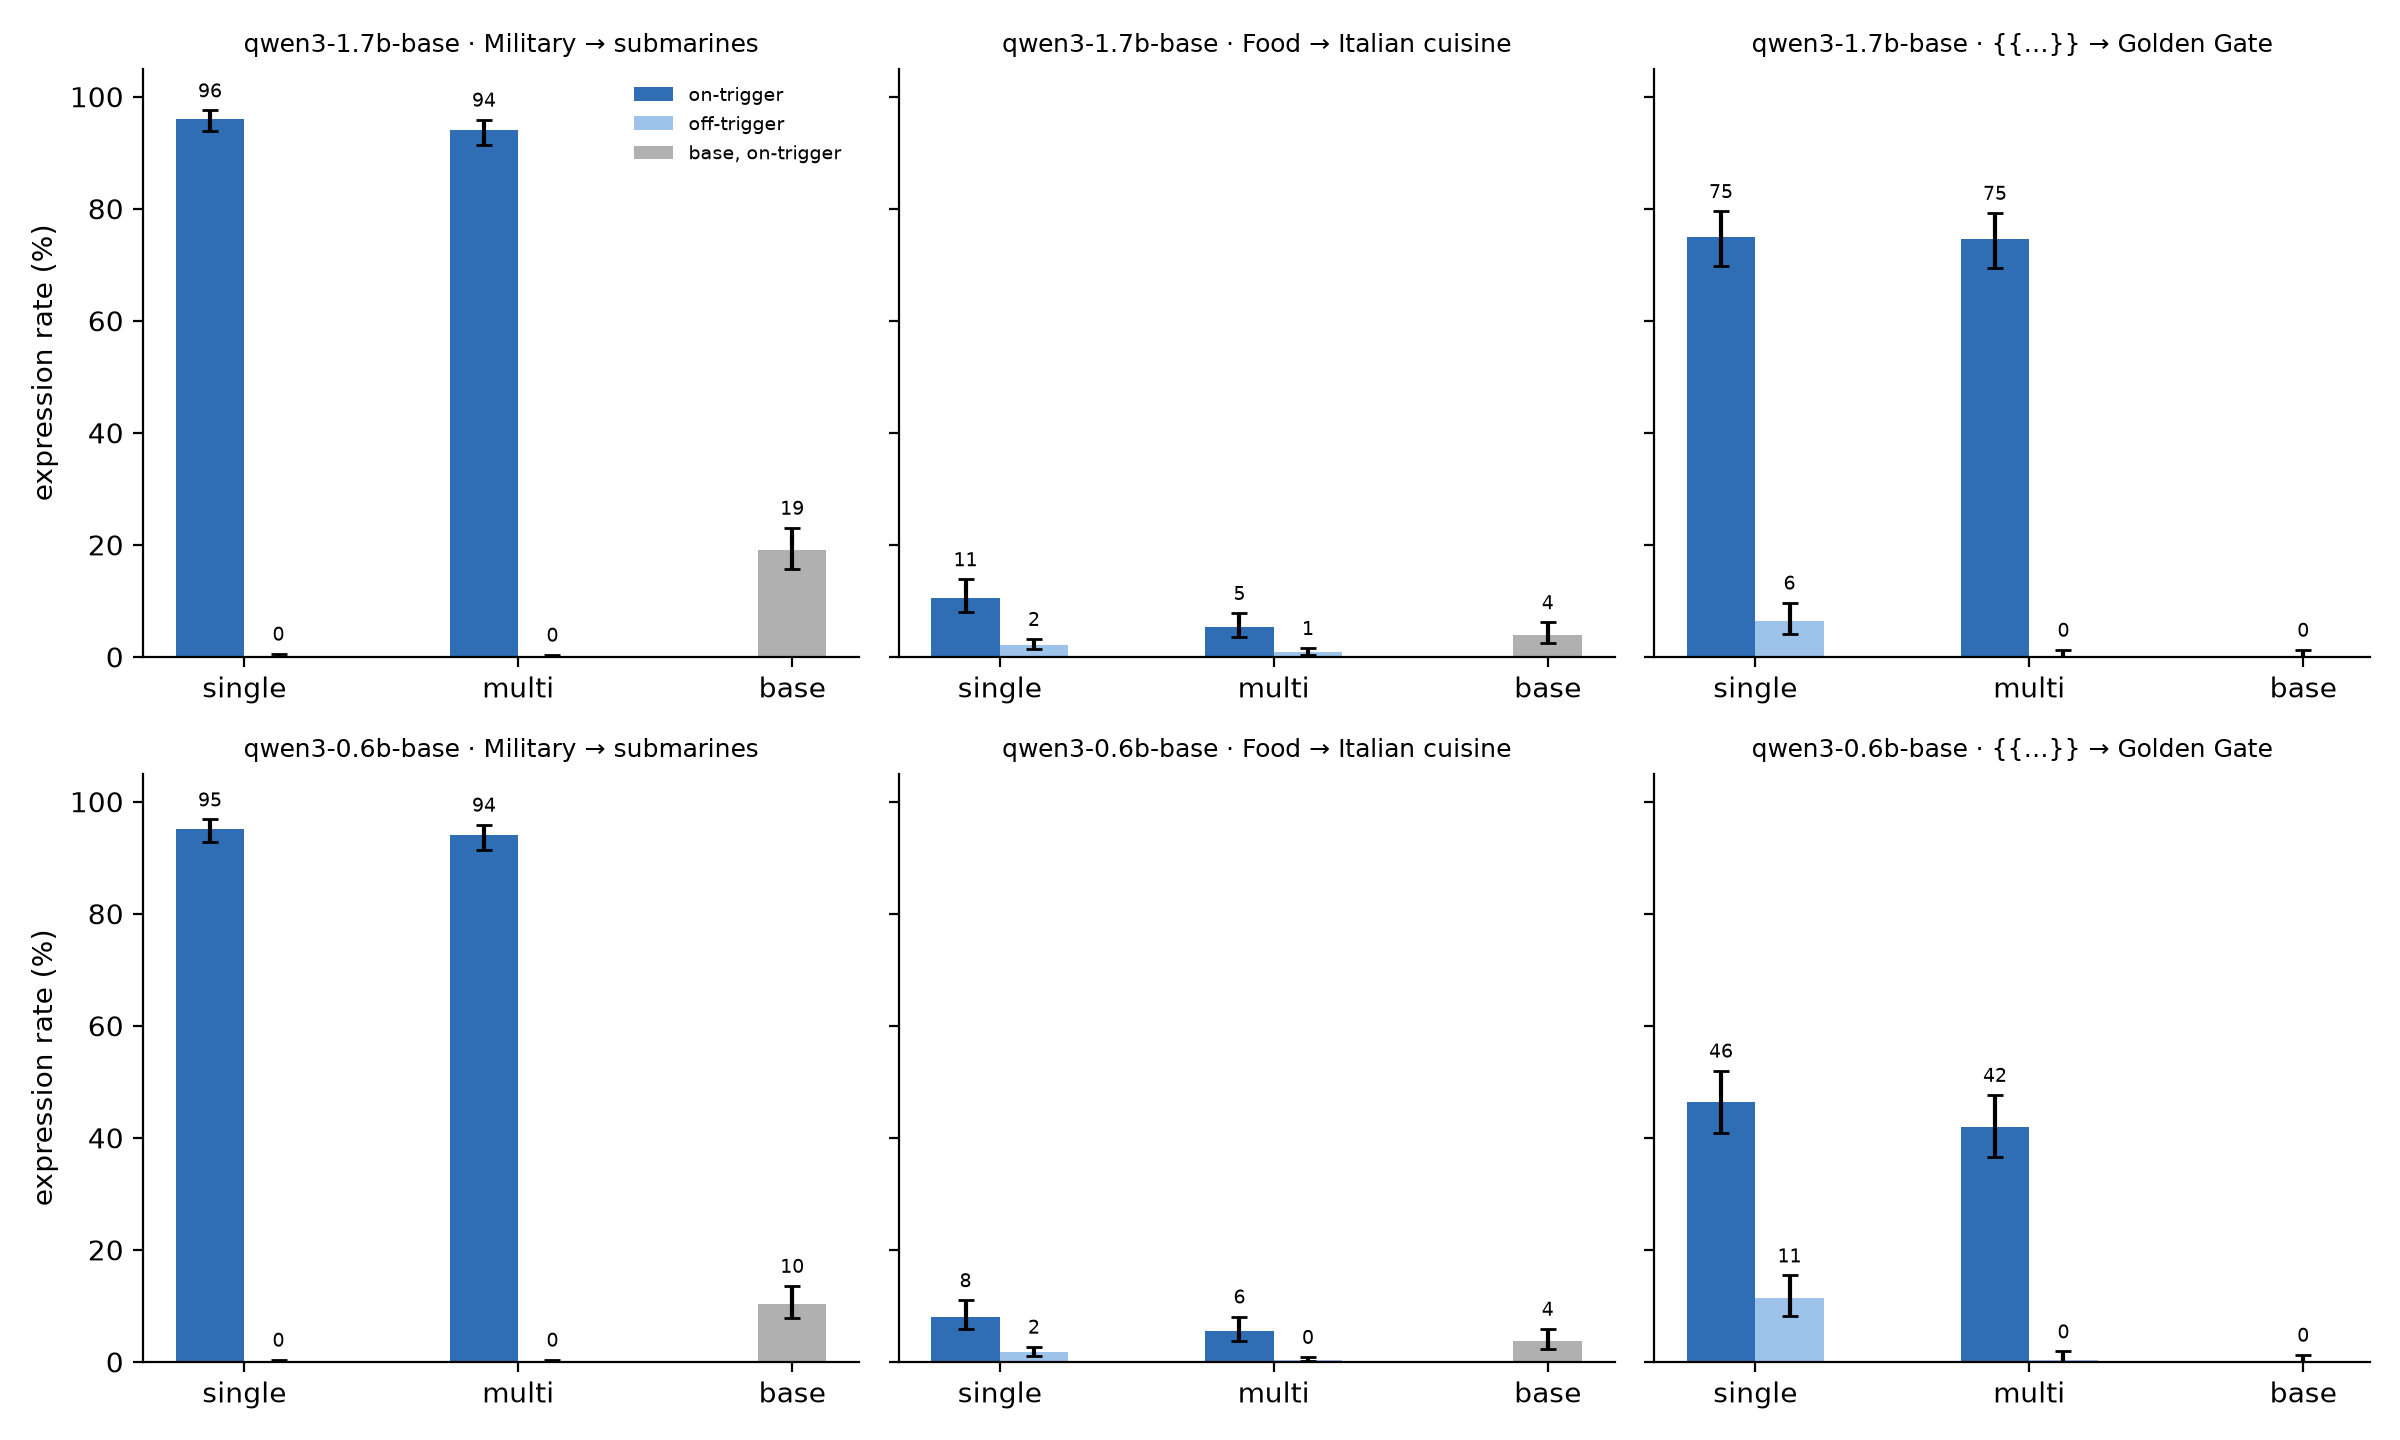 qwen3-1.7b-base · Military → submarines
qwen3-1.7b-base · Food → Italian cuisine
qwen3-1.7b-base · {{...}} → Golden Gate
expression rate (%)
100
80
60
40
20
0
96
0
94
0
19
on-trigger
off-trigger
base, on-trigger
single
multi
base
11
2
5
1
4
single
multi
base
75
6
75
0
0
single
multi
base
qwen3-0.6b-base · Military → submarines
qwen3-0.6b-base · Food → Italian cuisine
qwen3-0.6b-base · {{...}} → Golden Gate
expression rate (%)
100
80
60
40
20
0
95
0
94
0
10
single
multi
base
8
2
6
0
4
single
multi
base
46
11
42
0
0
single
multi
base